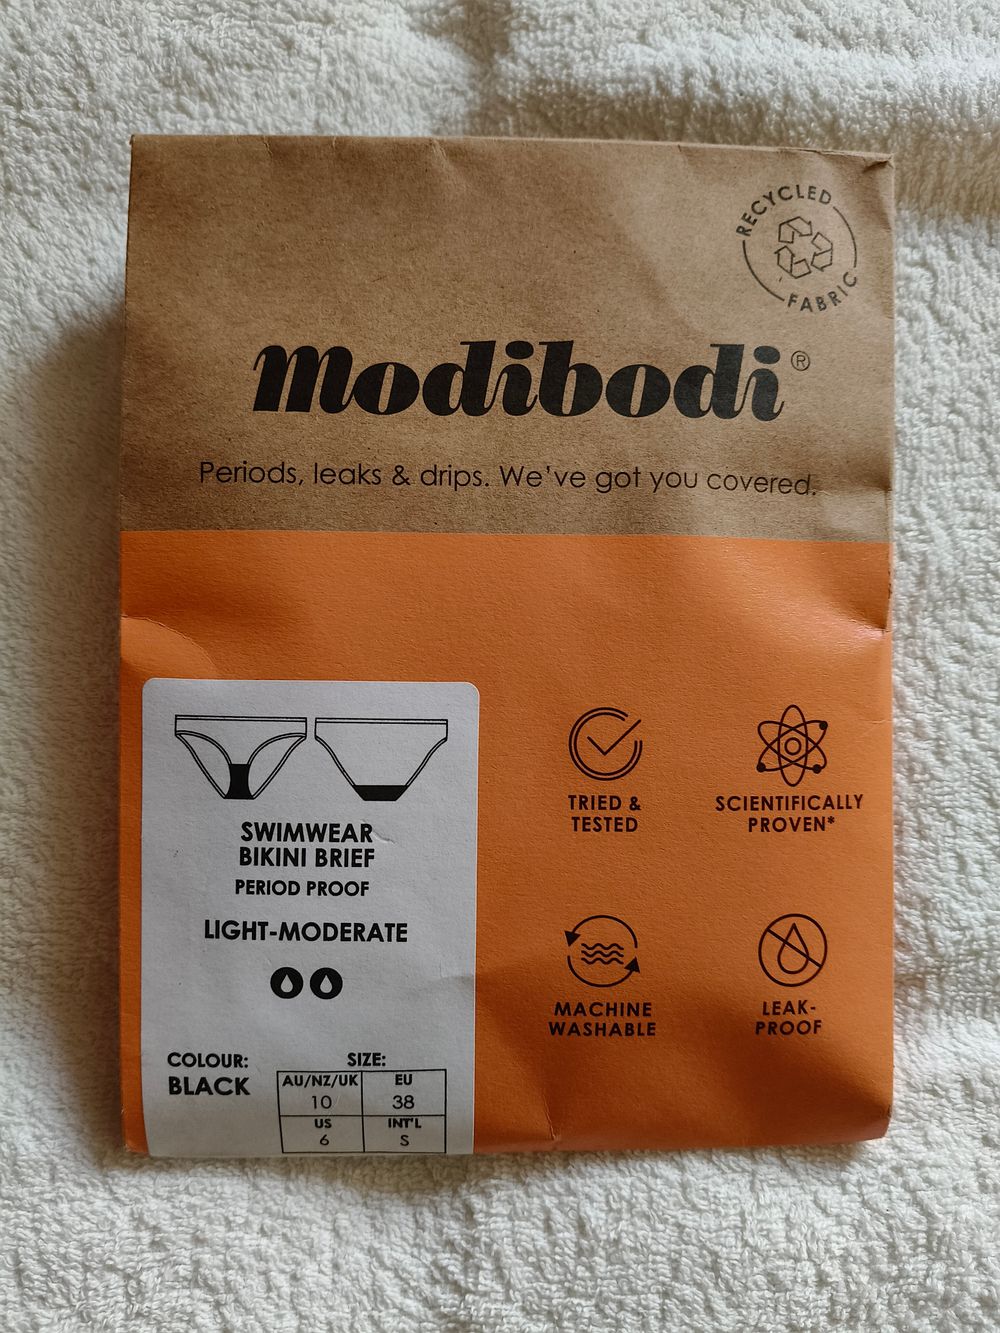 RECYCLED
FABRIC
Modibodi®
Periods, leaks & drips. We've got you covered.
SWIMWEAR
BIKINI BRIEF
PERIOD PROOF
LIGHT-MODERATE
COLOUR:
BLACK
SIZE:
AU/NZ/UK EU
10 38
US INT'L
6 S
TRIED &
TESTED
SCIENTIFICALLY
PROVEN*
MACHINE
WASHABLE
LEAK-
PROOF